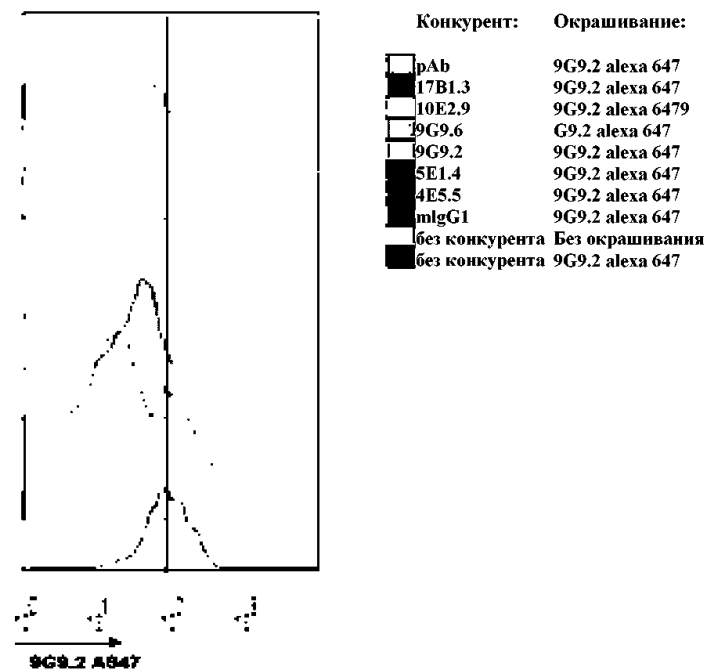 Конкурент: Окрашивание:
pAb 9G9.2 alexa 647
17B1.3 9G9.2 alexa 647
10E2.9 9G9.2 alexa 6479
9G9.6 G9.2 alexa 647
9G9.2 9G9.2 alexa 647
5E1.4 9G9.2 alexa 647
4E5.5 9G9.2 alexa 647
mIgG1 9G9.2 alexa 647
без конкурента Без окрашивания
без конкурента 9G9.2 alexa 647
9G9.2 A647